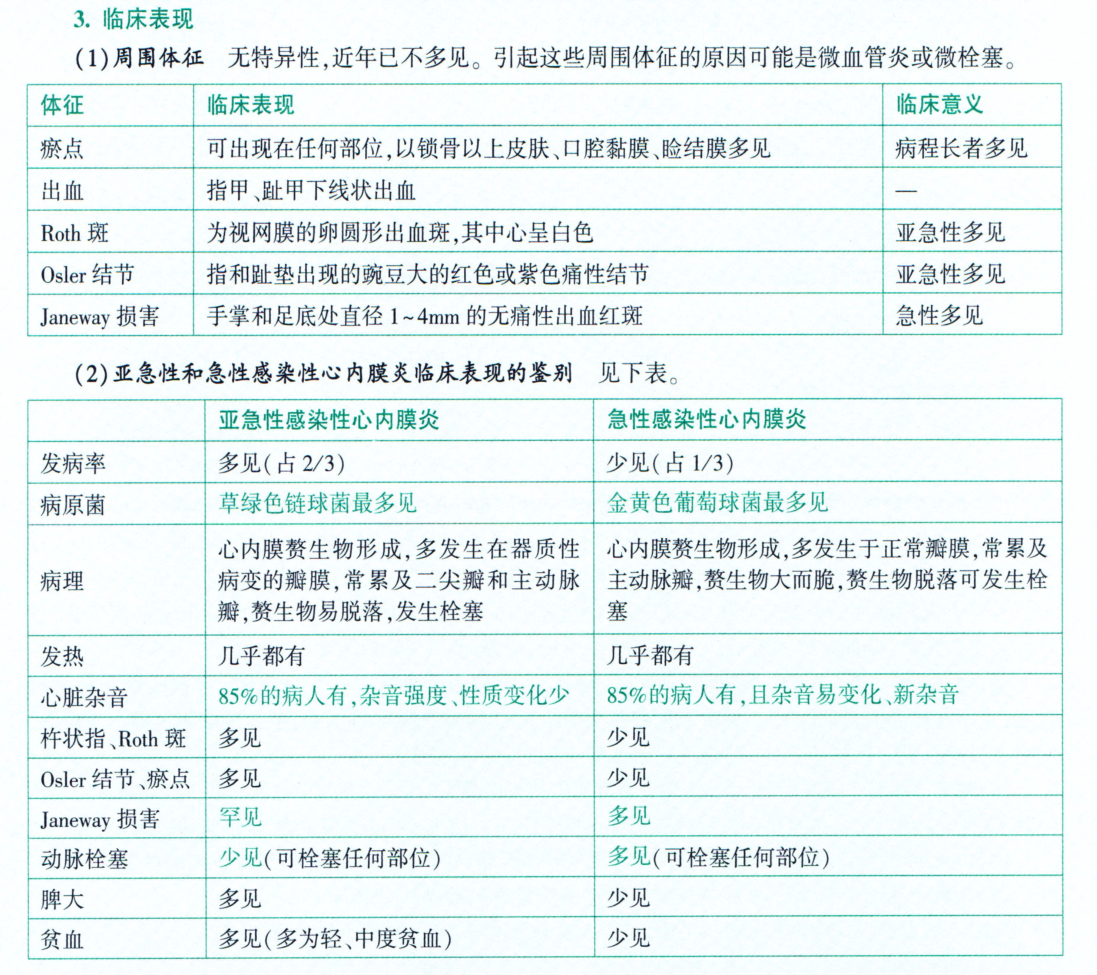 3. 临床表现
(1)周围体征 无特异性,近年已不多见。引起这些周围体征的原因可能是微血管炎或微栓塞。
体征 临床表现 临床意义
瘀点 可出现在任何部位,以锁骨以上皮肤、口腔黏膜、睑结膜多见 病程长者多见
出血 指甲、趾甲下线状出血 —
Roth 斑 为视网膜的卵圆形出血斑,其中心呈白色 亚急性多见
Osler 结节 指和趾垫出现的豌豆大的红色或紫色痛性结节 亚急性多见
Janeway 损害 手掌和足底处直径 1~4mm 的无痛性出血红斑 急性多见
(2)亚急性和急性感染性心内膜炎临床表现的鉴别 见下表。
亚急性感染性心内膜炎 急性感染性心内膜炎
发病率 多见(占 2/3) 少见(占 1/3)
病原菌 草绿色链球菌最多见 金黄色葡萄球菌最多见
病理
心内膜赘生物形成,多发生在器质性
病变的瓣膜,常累及二尖瓣和主动脉
瓣,赘生物易脱落,发生栓塞
心内膜赘生物形成,多发生于正常瓣膜,常累及
主动脉瓣,赘生物大而脆,赘生物脱落可发生栓
塞
发热 几乎都有 几乎都有
心脏杂音 85%的病人有,杂音强度、性质变化少 85%的病人有,且杂音易变化、新杂音
杵状指、Roth 斑 多见 少见
Osler 结节、瘀点 多见 少见
Janeway 损害 罕见 多见
动脉栓塞 少见(可栓塞任何部位) 多见(可栓塞任何部位)
脾大 多见 少见
贫血 多见(多为轻、中度贫血) 少见